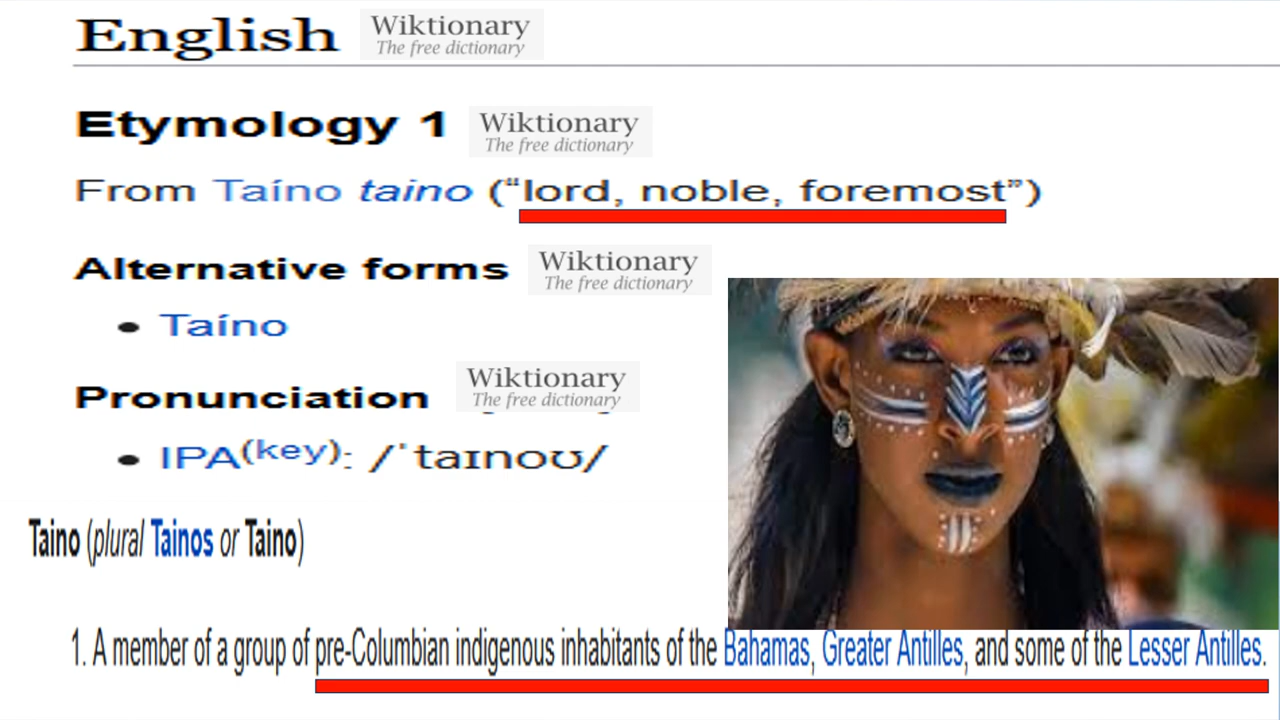 English Wiktionary
The free dictionary
Etymology 1 Wiktionary
The free dictionary
From Taíno taino (“lord, noble, foremost”)
Alternative forms Wiktionary
The free dictionary
• Taíno
Pronunciation Wiktionary
The free dictionary
• IPA(key): /ˈtaɪnoʊ/
Taino (plural Tainos or Taino)
1. A member of a group of pre-Columbian indigenous inhabitants of the Bahamas, Greater Antilles, and some of the Lesser Antilles.